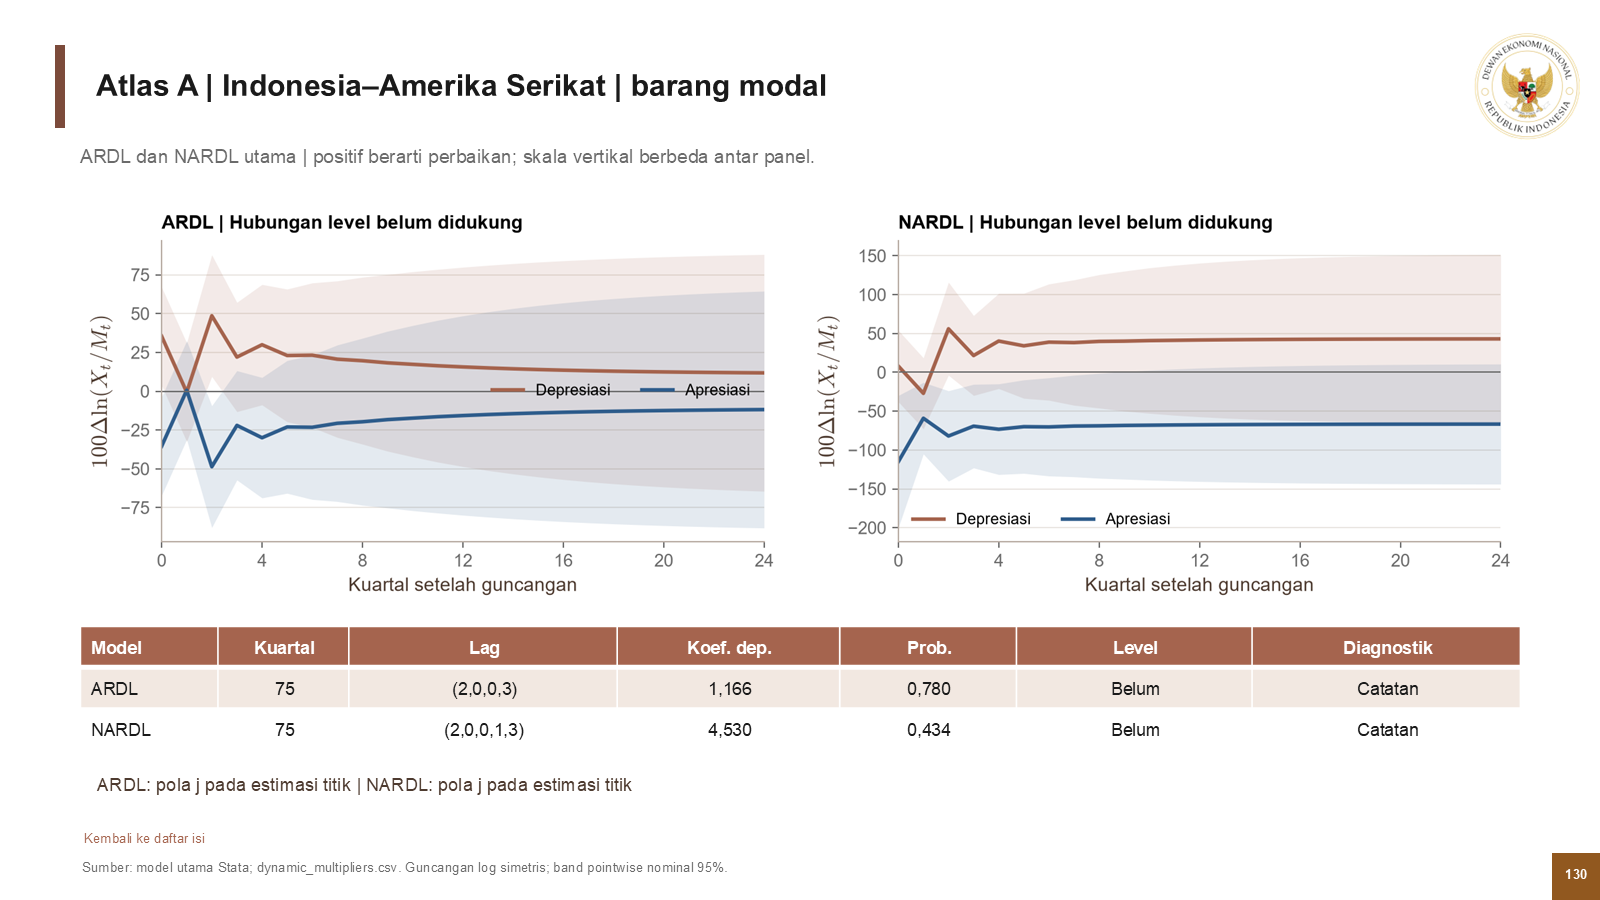 Atlas A | Indonesia–Amerika Serikat | barang modal
DEWAN EKONOMI NASIONAL
REPUBLIK INDONESIA
ARDL dan NARDL utama | positif berarti perbaikan; skala vertikal berbeda antar panel.
ARDL | Hubungan level belum didukung
100Δln(Xₜ/Mₜ)
75
50
25
0
−25
−50
−75
Depresiasi Apresiasi
0 4 8 12 16 20 24
Kuartal setelah guncangan
NARDL | Hubungan level belum didukung
100Δln(Xₜ/Mₜ)
150
100
50
0
−50
−100
−150
−200
Depresiasi Apresiasi
0 4 8 12 16 20 24
Kuartal setelah guncangan
Model Kuartal Lag Koef. dep. Prob. Level Diagnostik
ARDL 75 (2,0,0,3) 1,166 0,780 Belum Catatan
NARDL 75 (2,0,0,1,3) 4,530 0,434 Belum Catatan
ARDL: pola j pada estimasi titik | NARDL: pola j pada estimasi titik
Kembali ke daftar isi
Sumber: model utama Stata; dynamic_multipliers.csv. Guncangan log simetris; band pointwise nominal 95%.
130